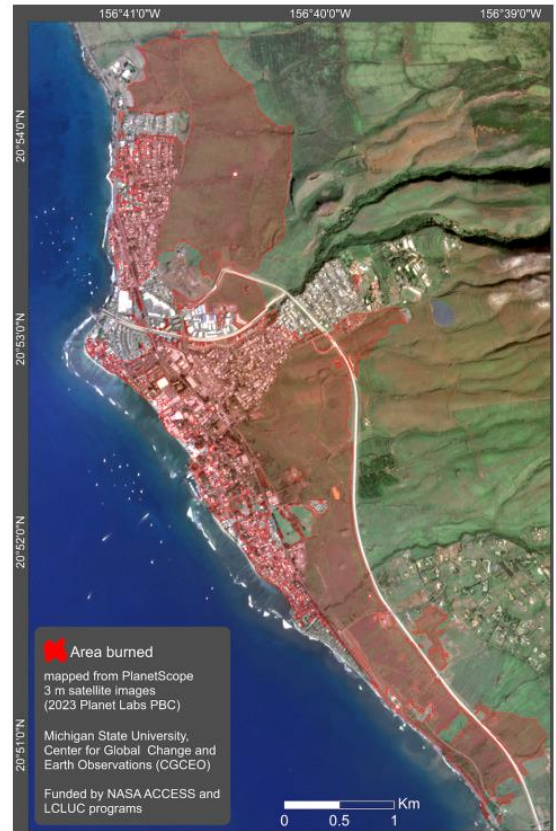 156°41'0"W
156°40'0"W
156°39'0"W
20°54'0"N
20°53'0"N
20°52'0"N
20°51'0"N
Area burned
mapped from PlanetScope
3 m satellite images
(2023 Planet Labs PBC)
Michigan State University,
Center for Global Change and
Earth Observations (CGCEO)
Funded by NASA ACCESS and
LCLUC programs
Km
0 0.5 1